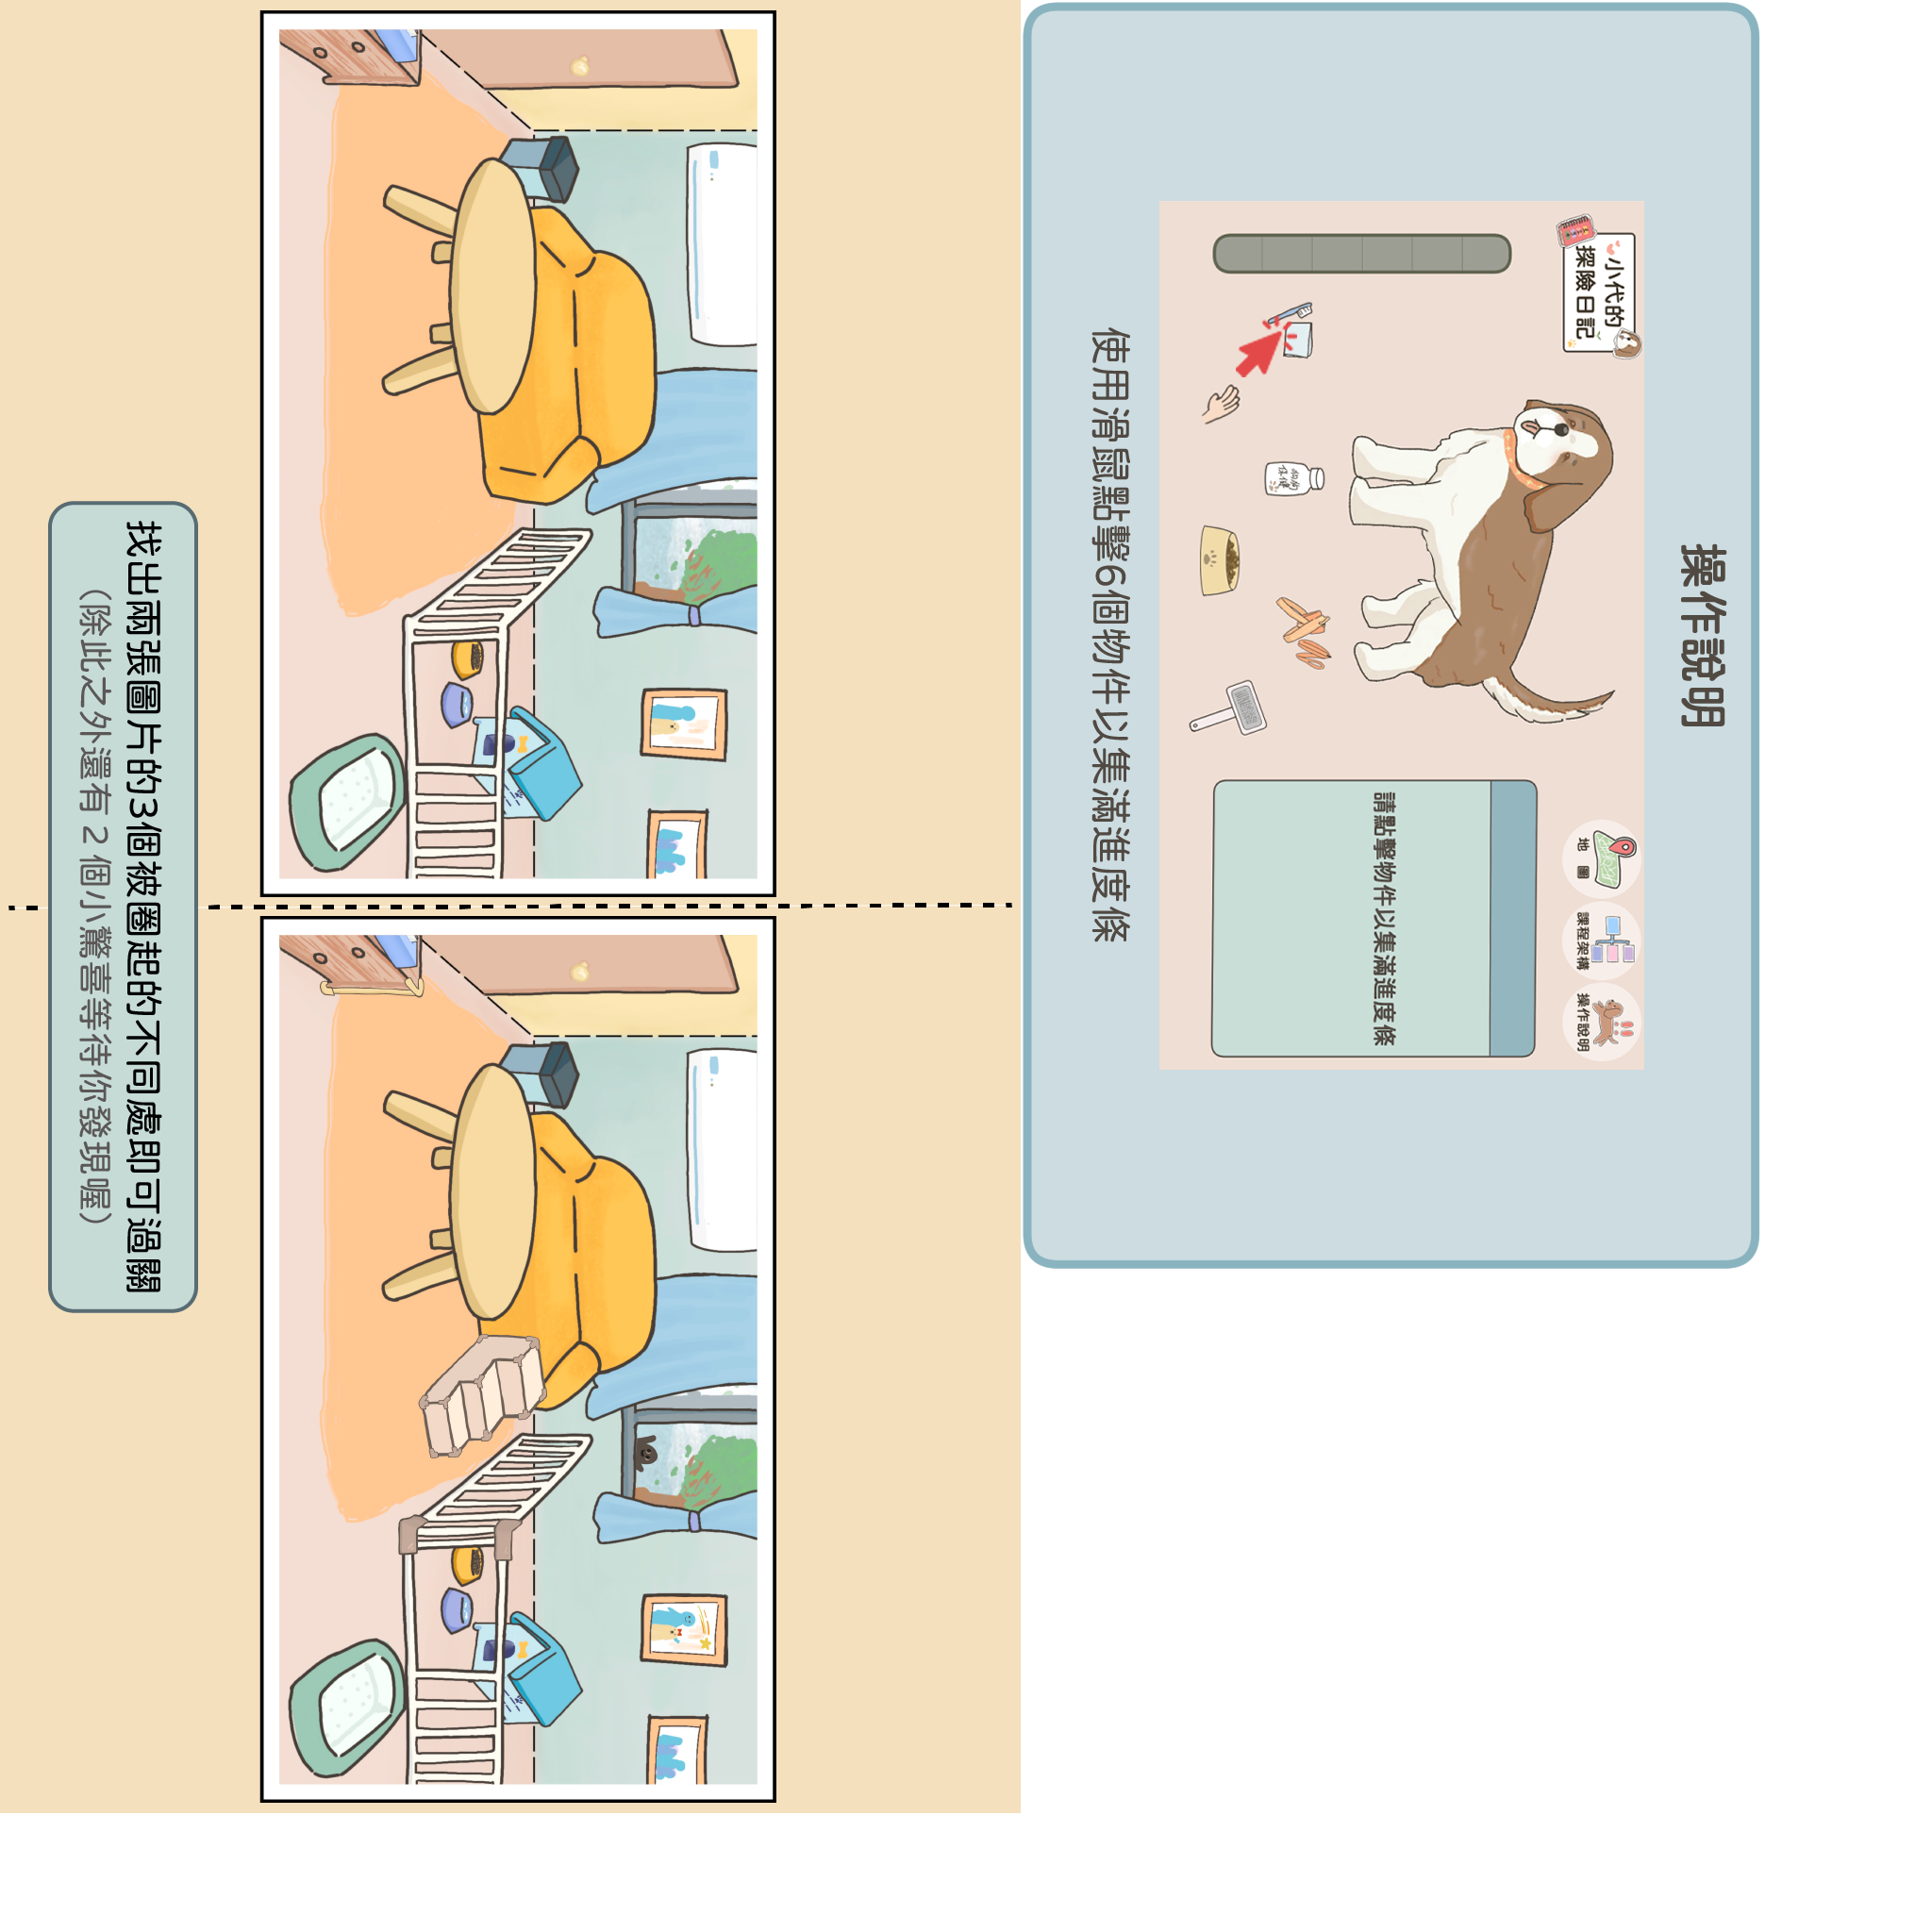 操作說明
小代的
探險日記
地 圖
課程架構
操作說明
請點擊物件以集滿進度條
使用滑鼠點擊6個物件以集滿進度條
找出兩張圖片的3個被圈起的不同處即可過關
（除此之外還有 2 個小驚喜等待你發現喔）